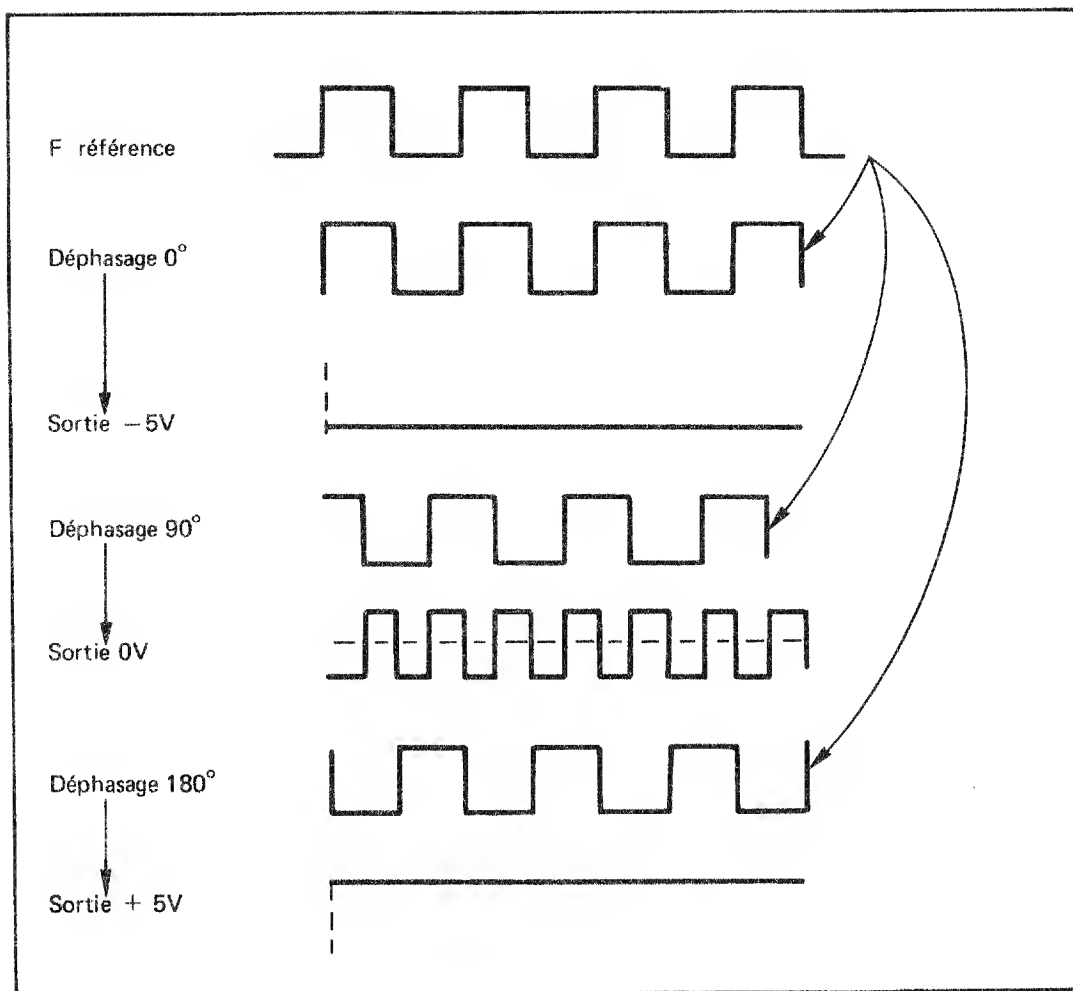 F référence
Déphasage 0°
Sortie −5V
Déphasage 90°
Sortie 0V
Déphasage 180°
Sortie + 5V